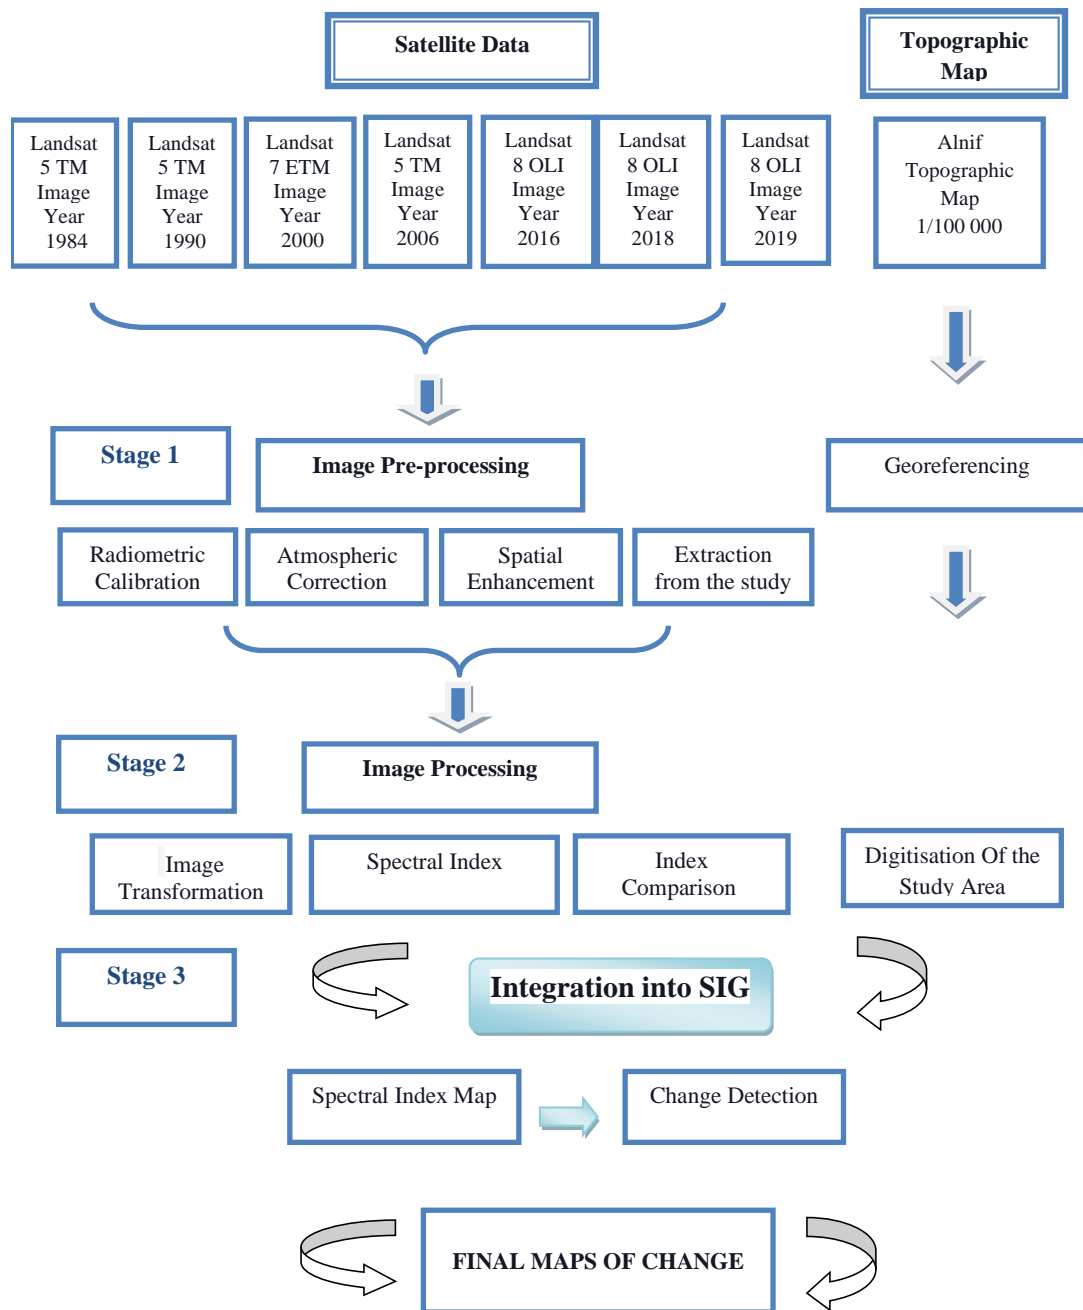 Satellite Data
Topographic
Map
Landsat
5 TM
Image
Year
1984
Landsat
5 TM
Image
Year
1990
Landsat
7 ETM
Image
Year
2000
Landsat
5 TM
Image
Year
2006
Landsat
8 OLI
Image
Year
2016
Landsat
8 OLI
Image
Year
2018
Landsat
8 OLI
Image
Year
2019
Alnif
Topographic
Map
1/100 000
Stage 1
Image Pre-processing
Georeferencing
Radiometric
Calibration
Atmospheric
Correction
Spatial
Enhancement
Extraction
from the study
Stage 2
Image Processing
Image
Transformation
Spectral Index
Index
Comparison
Digitisation Of the
Study Area
Stage 3
Integration into SIG
Spectral Index Map
Change Detection
FINAL MAPS OF CHANGE